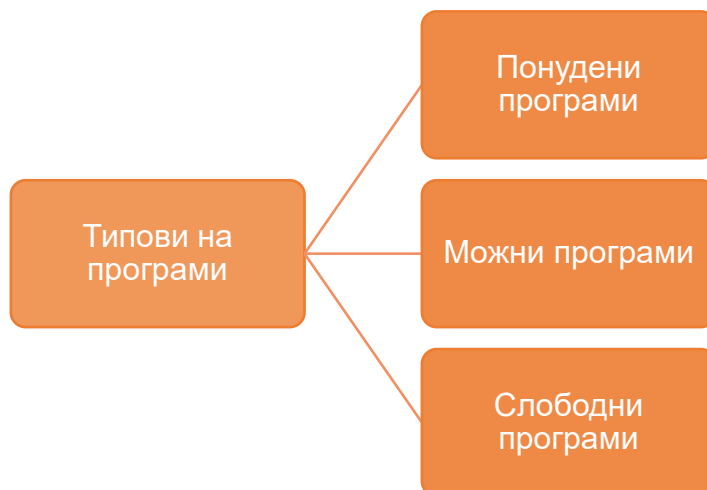 Понудени
програми
Типови на
програми
Можни програми
Слободни
програми